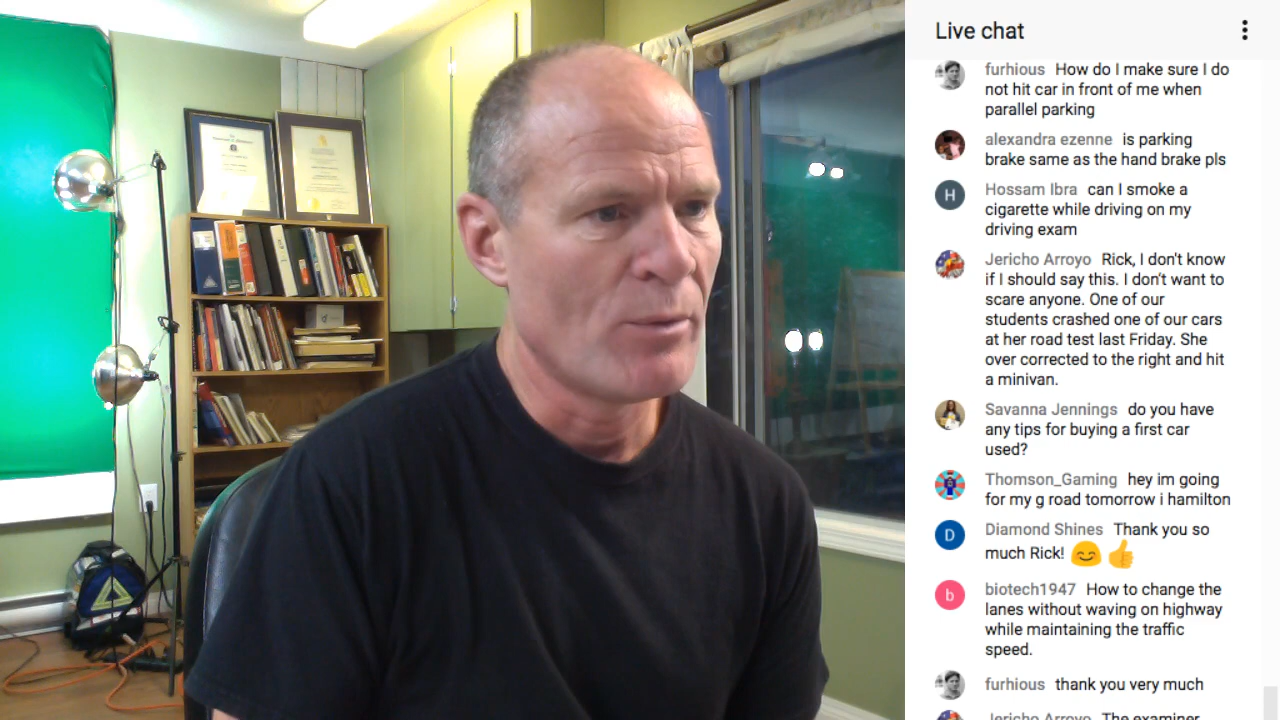 Live chat
furhious How do I make sure I do
not hit car in front of me when
parallel parking
alexandra ezenne is parking
brake same as the hand brake pls
H
Hossam Ibra can I smoke a
cigarette while driving on my
driving exam
Jericho Arroyo Rick, I don't know
if I should say this. I don't want to
scare anyone. One of our
students crashed one of our cars
at her road test last Friday. She
over corrected to the right and hit
a minivan.
Savanna Jennings do you have
any tips for buying a first car
used?
Thomson_Gaming hey im going
for my g road tomorrow i hamilton
D
Diamond Shines Thank you so
much Rick! 😊 👍
b
biotech1947 How to change the
lanes without waving on highway
while maintaining the traffic
speed.
furhious thank you very much
Jericho Arroyo The examiner